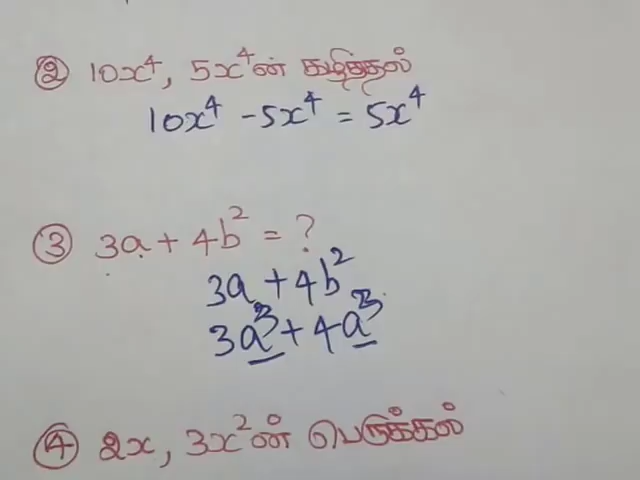 ② 10x⁴, 5x⁴ன் கழித்தல்
10x⁴ - 5x⁴ = 5x⁴
③ 3a + 4b² = ?
3a + 4b²
3a³ + 4a³
④ 2x, 3x²ன் பெருக்கல்